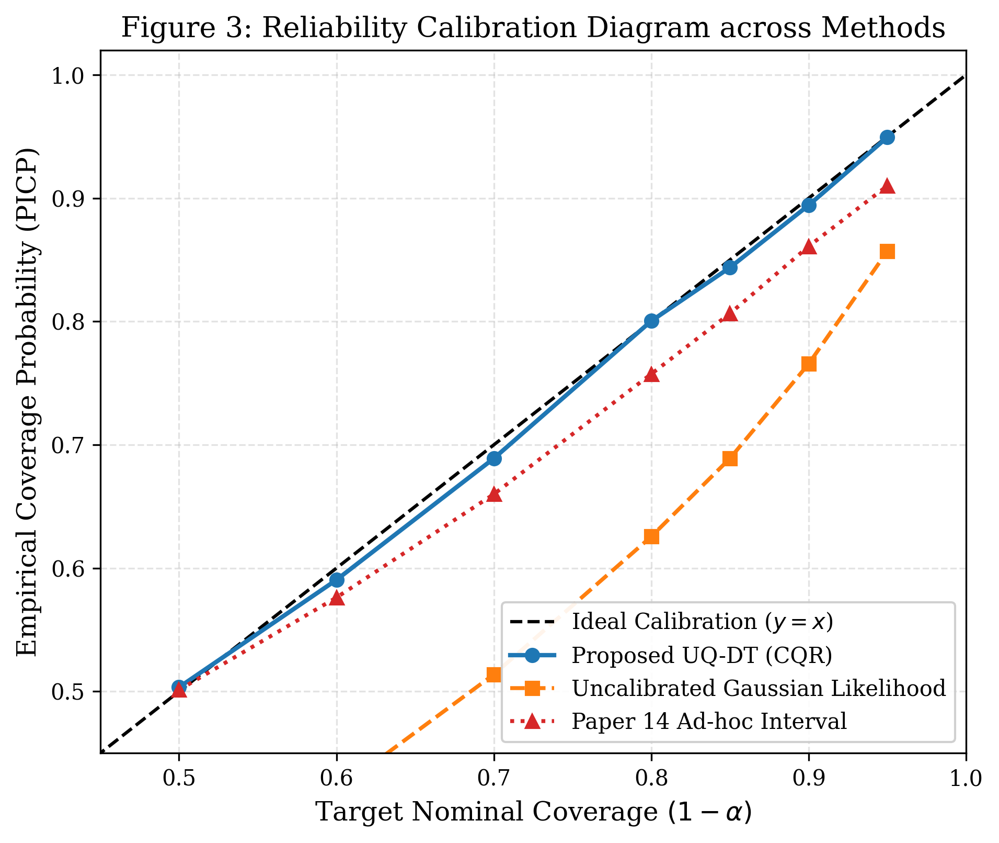 Figure 3: Reliability Calibration Diagram across Methods
Empirical Coverage Probability (PICP)
1.0
0.9
0.8
0.7
0.6
0.5
Ideal Calibration (y = x)
Proposed UQ-DT (CQR)
Uncalibrated Gaussian Likelihood
Paper 14 Ad-hoc Interval
0.5 0.6 0.7 0.8 0.9 1.0
Target Nominal Coverage (1 − α)